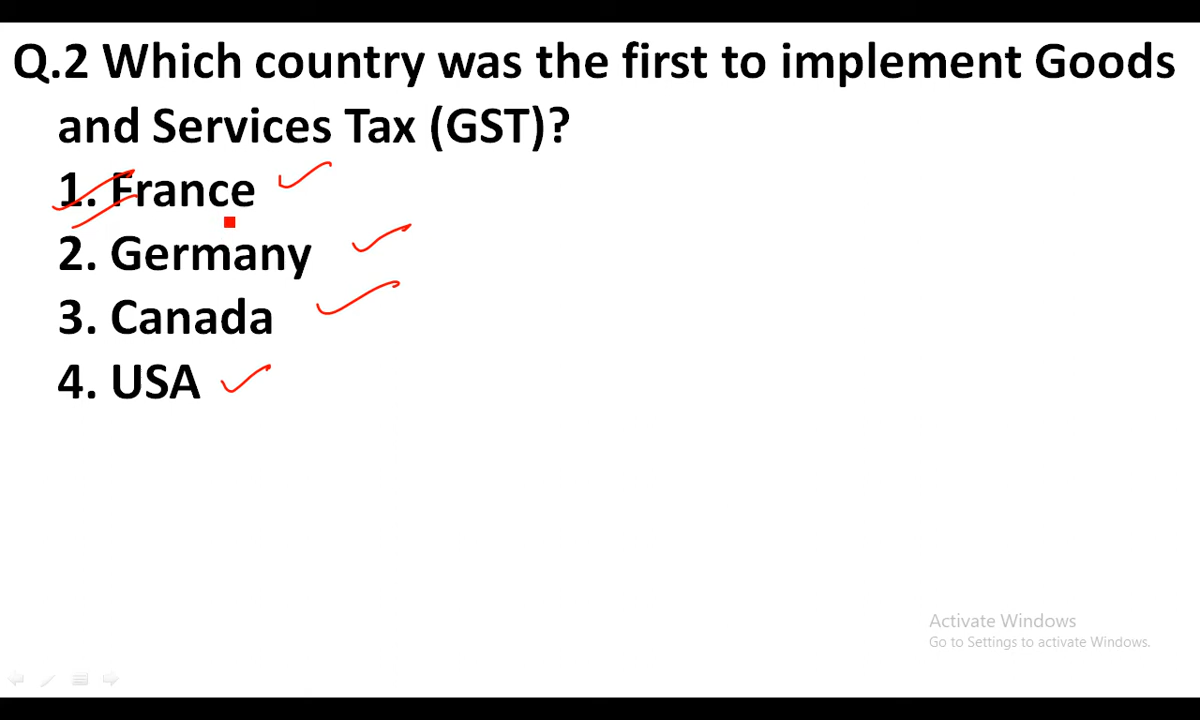 Q.2 Which country was the first to implement Goods
and Services Tax (GST)?
1. France
2. Germany
3. Canada
4. USA
Activate Windows
Go to Settings to activate Windows.